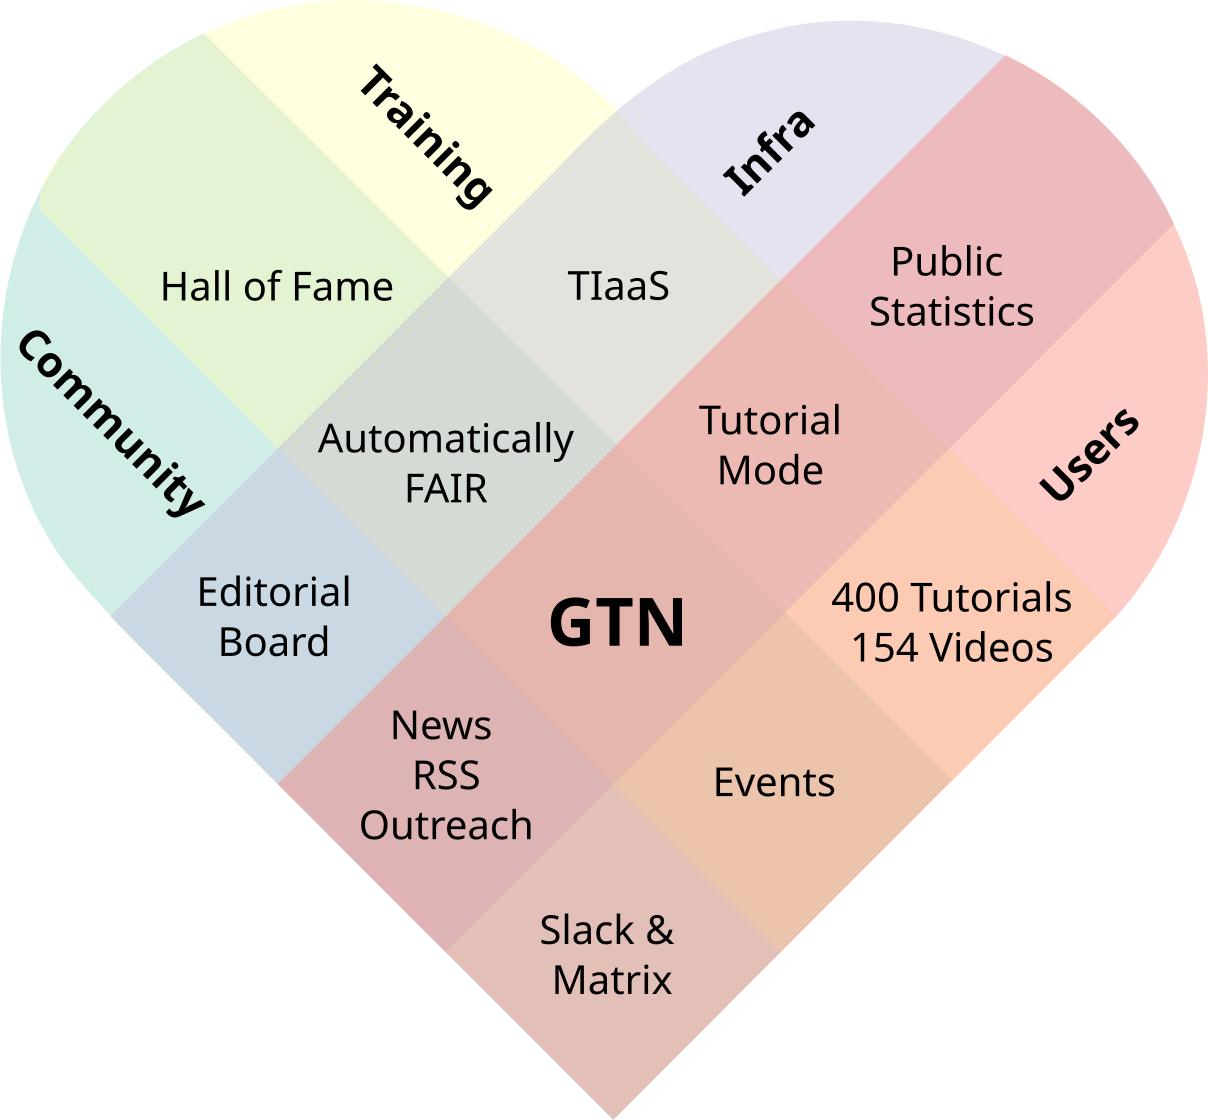 Training
Infra
Community
Users
Hall of Fame
TIaaS
Public
Statistics
Automatically
FAIR
Tutorial
Mode
Editorial
Board
GTN
400 Tutorials
154 Videos
News
RSS
Outreach
Events
Slack &
Matrix